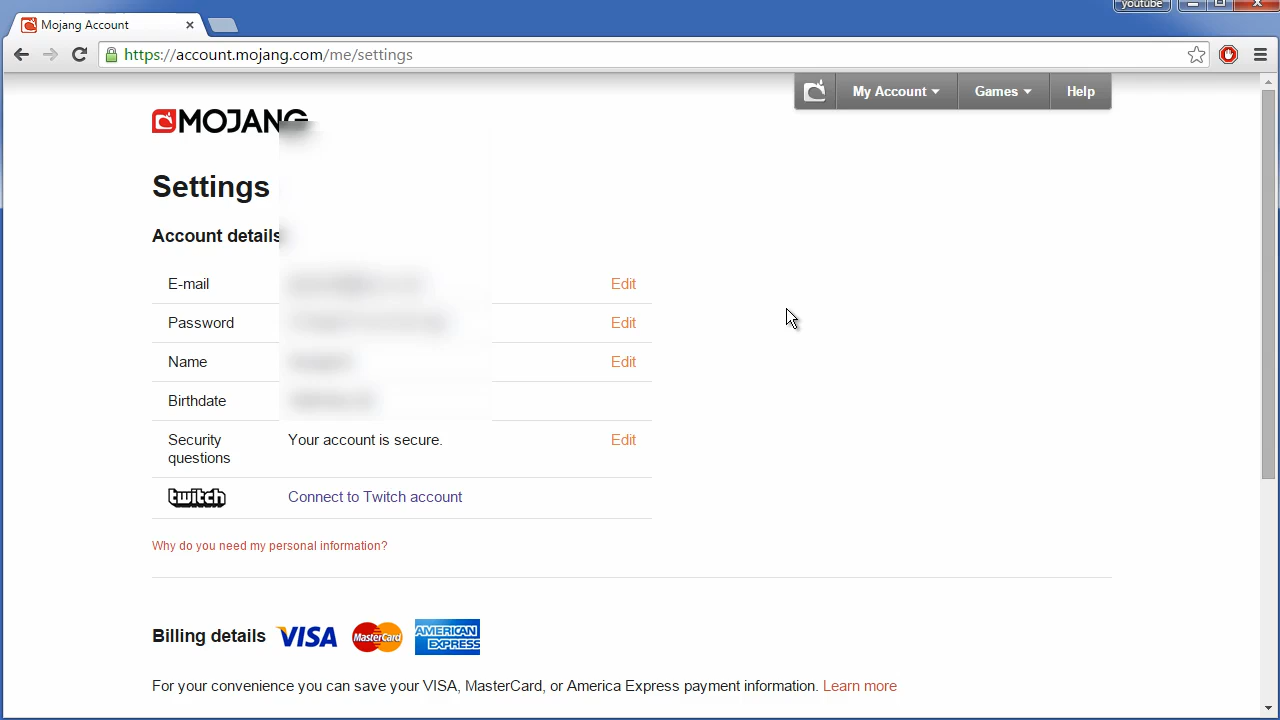 youtube
Mojang Account
https://account.mojang.com/me/settings
My Account Games Help
MOJANG
Settings
Account details
E-mail Edit
Password Edit
Name Edit
Birthdate
Security questions Your account is secure. Edit
twitch Connect to Twitch account
Why do you need my personal information?
Billing details VISA MasterCard AMERICAN EXPRESS
For your convenience you can save your VISA, MasterCard, or America Express payment information. Learn more